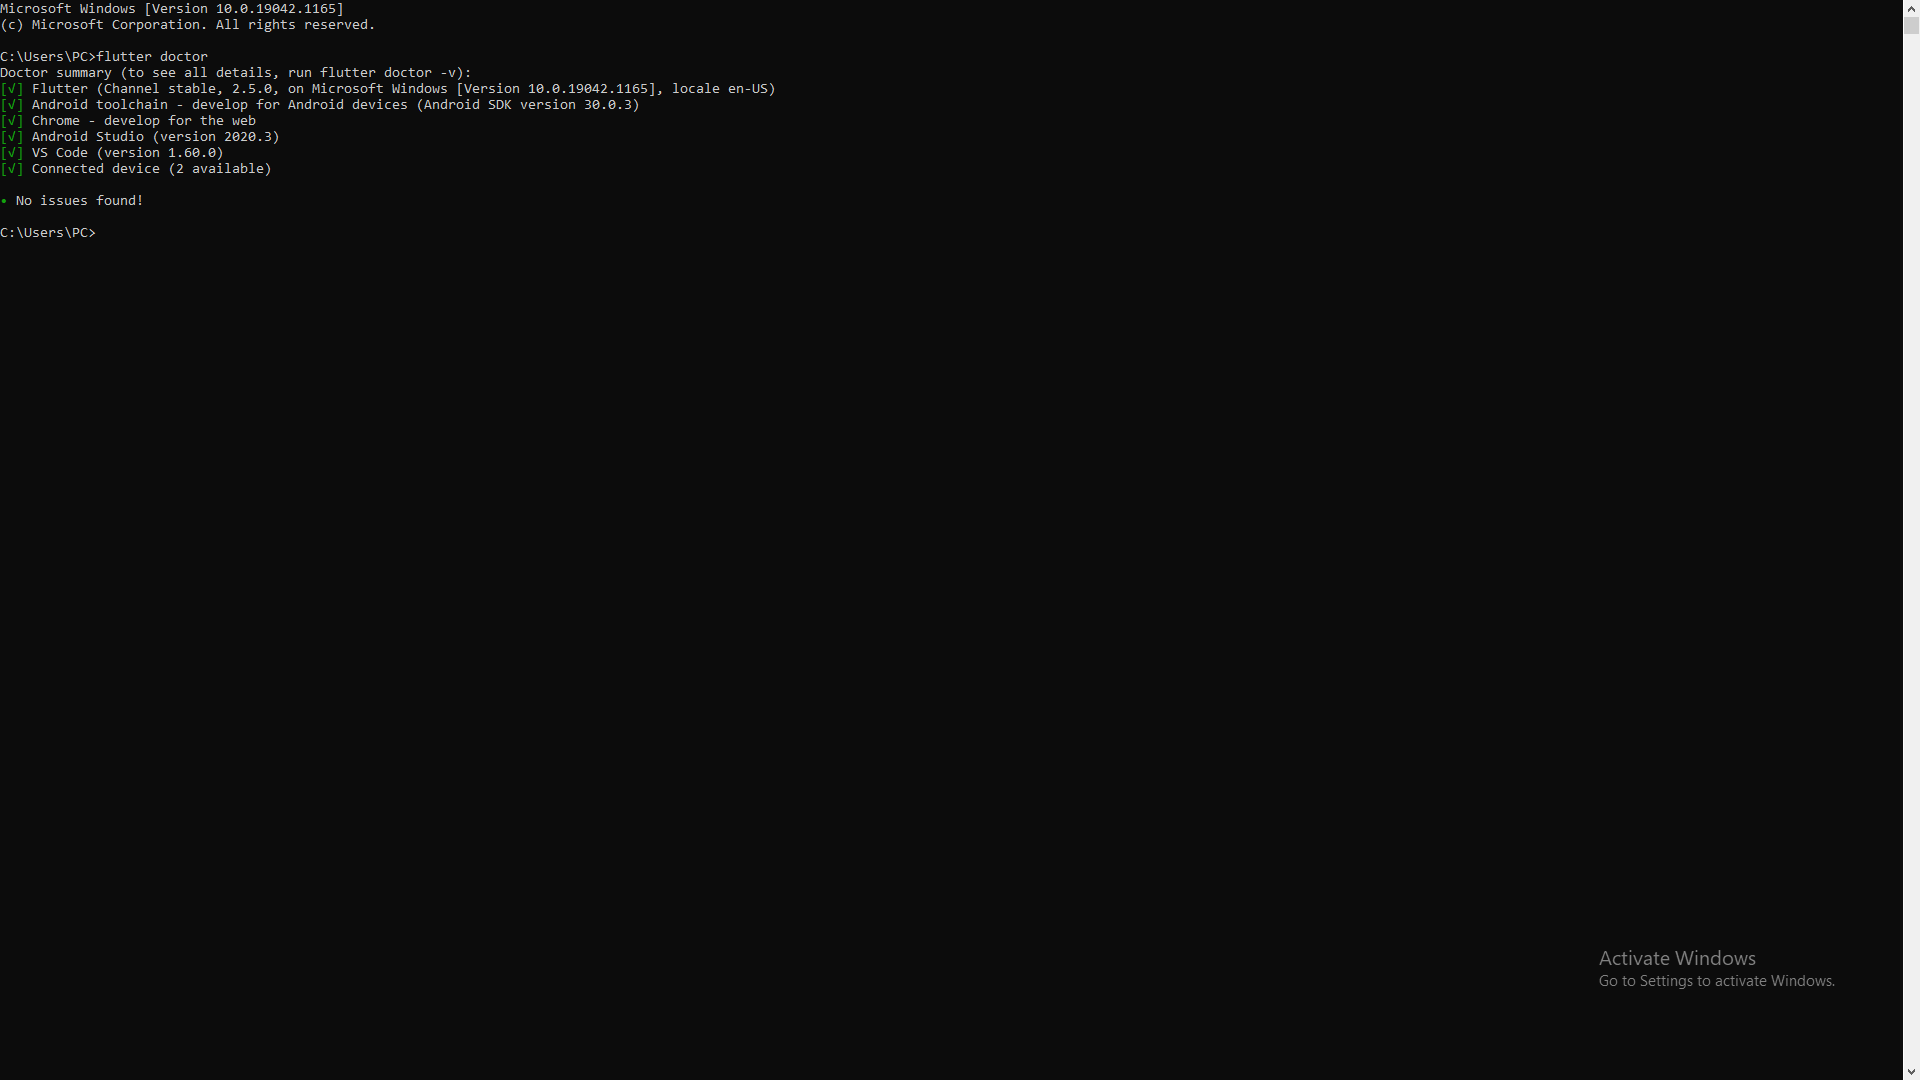 Microsoft Windows [Version 10.0.19042.1165]
(c) Microsoft Corporation. All rights reserved.
C:\Users\PC>flutter doctor
Doctor summary (to see all details, run flutter doctor -v):
[√] Flutter (Channel stable, 2.5.0, on Microsoft Windows [Version 10.0.19042.1165], locale en-US)
[√] Android toolchain - develop for Android devices (Android SDK version 30.0.3)
[√] Chrome - develop for the web
[√] Android Studio (version 2020.3)
[√] VS Code (version 1.60.0)
[√] Connected device (2 available)
• No issues found!
C:\Users\PC>
Activate Windows
Go to Settings to activate Windows.